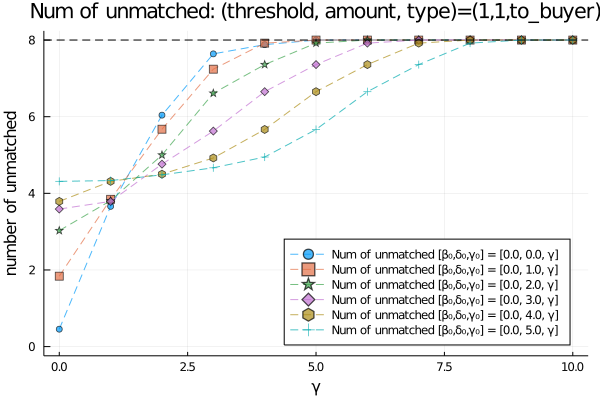 Num of unmatched: (threshold, amount, type)=(1,1,to_buyer)
8
6
4
2
0
number of unmatched
Num of unmatched [β₀,δ₀,γ₀] = [0.0, 0.0, γ]
Num of unmatched [β₀,δ₀,γ₀] = [0.0, 1.0, γ]
Num of unmatched [β₀,δ₀,γ₀] = [0.0, 2.0, γ]
Num of unmatched [β₀,δ₀,γ₀] = [0.0, 3.0, γ]
Num of unmatched [β₀,δ₀,γ₀] = [0.0, 4.0, γ]
Num of unmatched [β₀,δ₀,γ₀] = [0.0, 5.0, γ]
0.0 2.5 5.0 7.5 10.0
γ